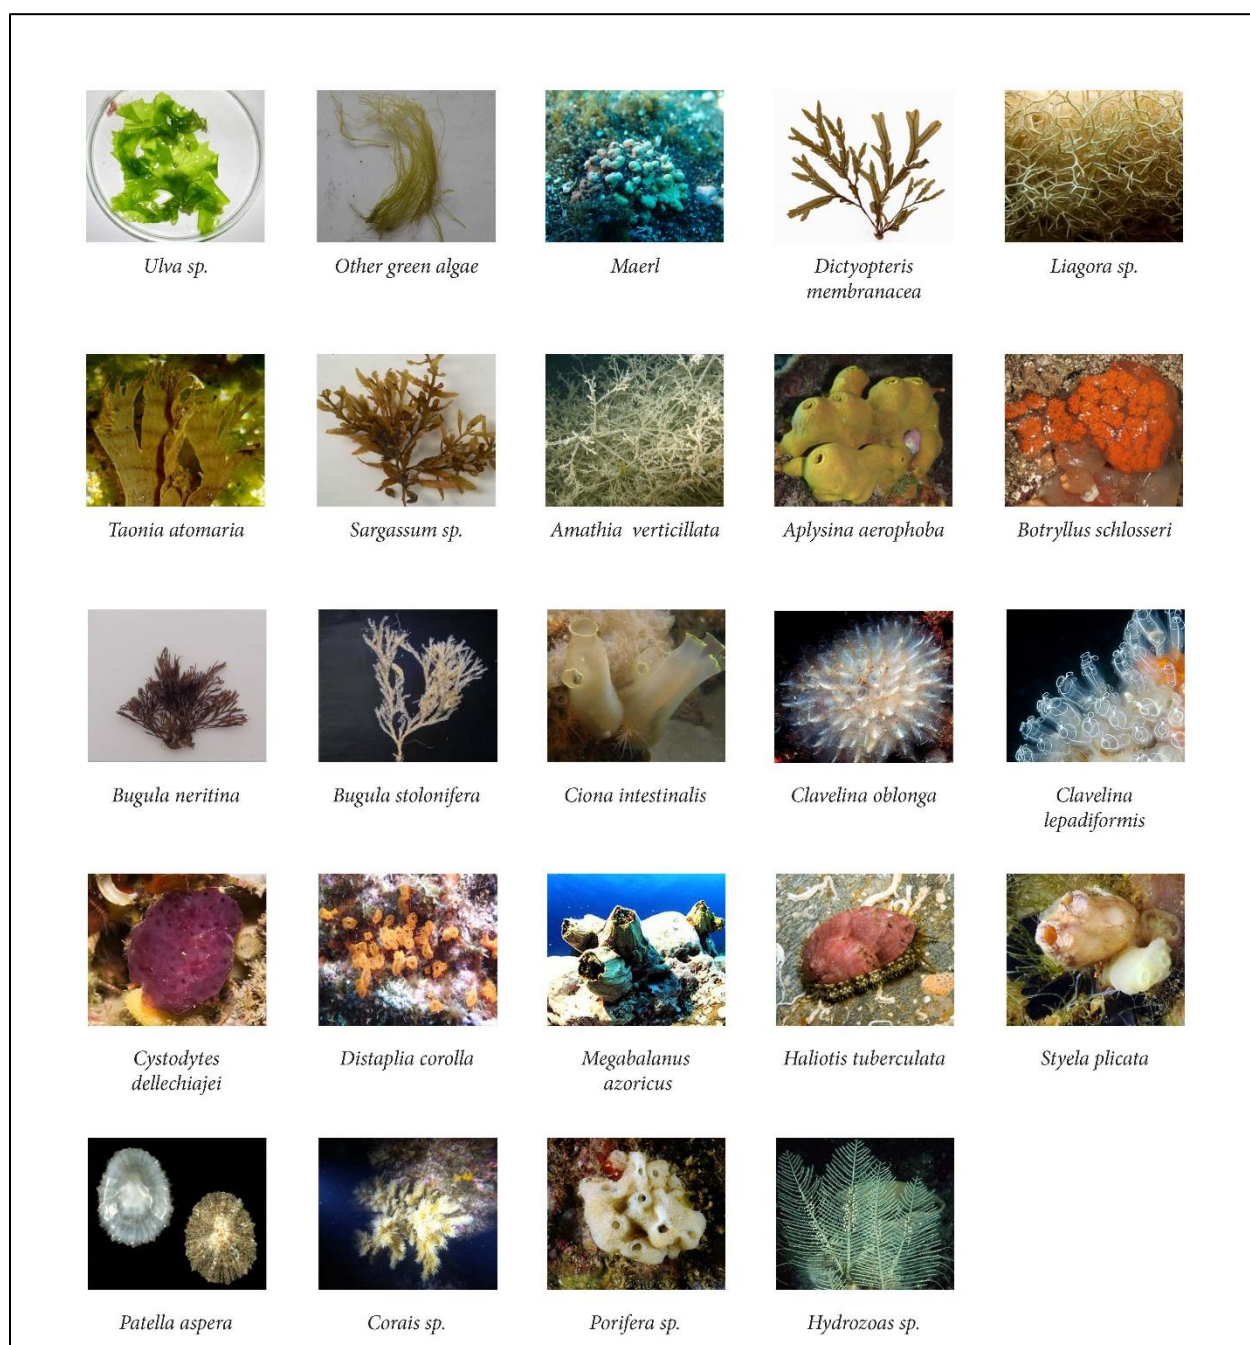 Ulva sp.
Other green algae
Maerl
Dictyopteris
membranacea
Liagora sp.
Taonia atomaria
Sargassum sp.
Amathia verticillata
Aplysina aerophoba
Botryllus schlosseri
Bugula neritina
Bugula stolonifera
Ciona intestinalis
Clavelina oblonga
Clavelina
lepadiformis
Cystodytes
dellechiajei
Distaplia corolla
Megabalanus
azoricus
Haliotis tuberculata
Styela plicata
Patella aspera
Corais sp.
Porifera sp.
Hydrozoas sp.